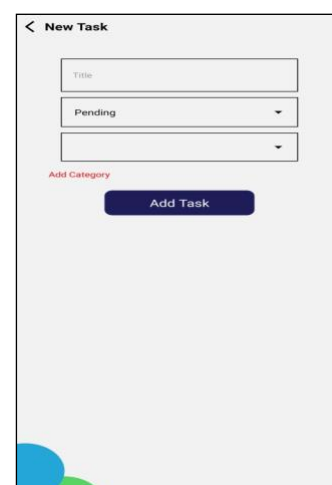 New Task
Title
Pending
Add Category
Add Task